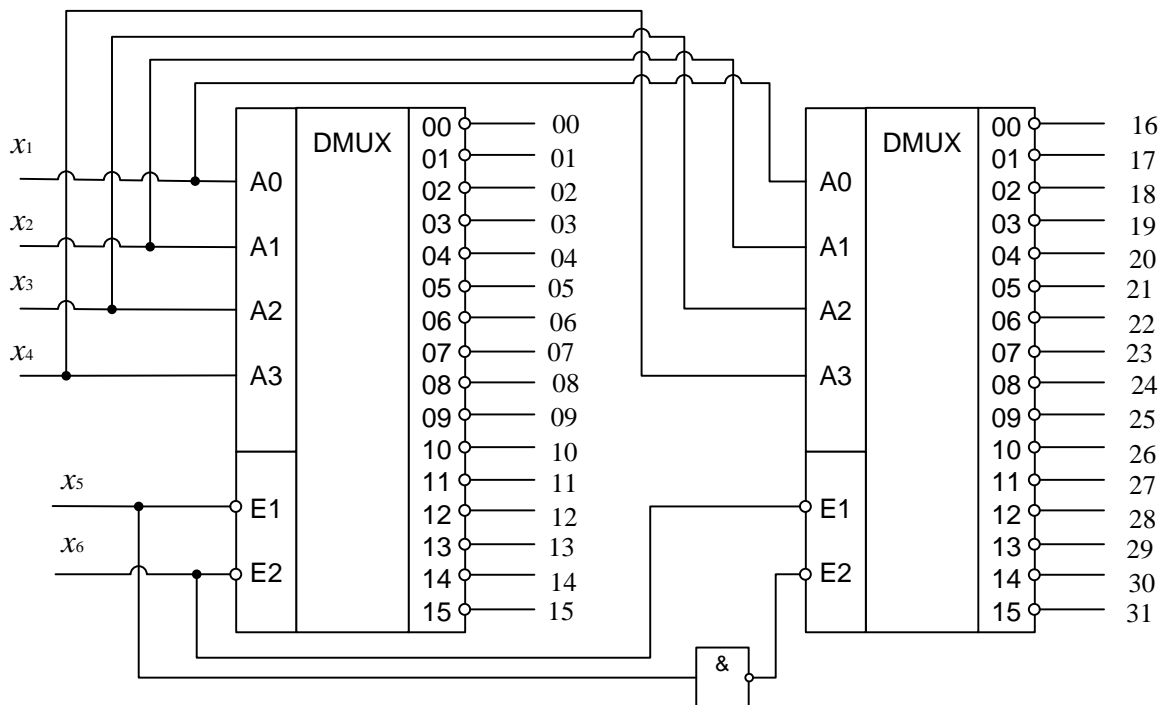 x1
x2
x3
x4
x5
x6
DMUX
A0
A1
A2
A3
E1
E2
00 00
01 01
02 02
03 03
04 04
05 05
06 06
07 07
08 08
09 09
10 10
11 11
12 12
13 13
14 14
15 15
DMUX
A0
A1
A2
A3
E1
E2
00 16
01 17
02 18
03 19
04 20
05 21
06 22
07 23
08 24
09 25
10 26
11 27
12 28
13 29
14 30
15 31
&